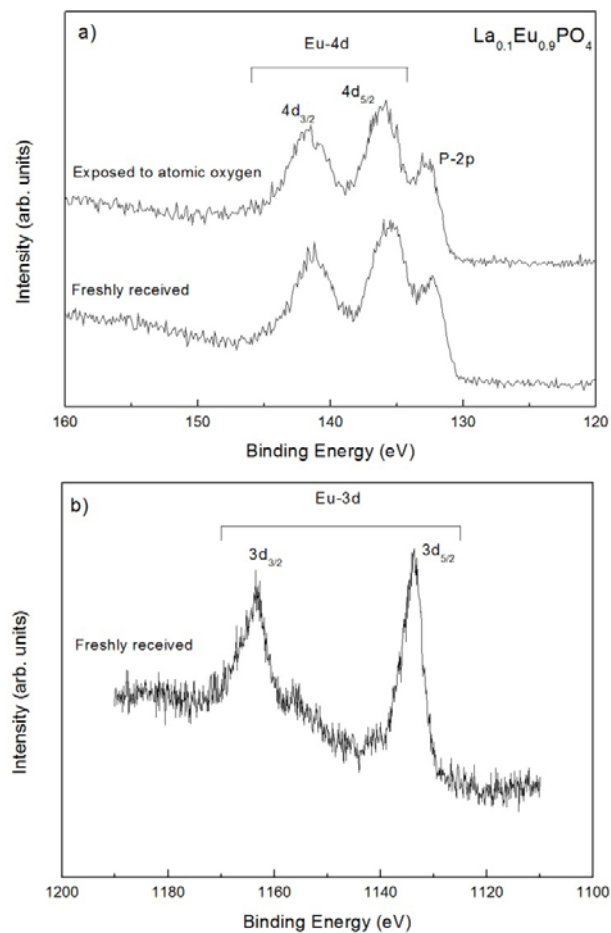 a)
La₀.₁Eu₀.₉PO₄
Eu-4d
4d₃/₂
4d₅/₂
P-2p
Exposed to atomic oxygen
Freshly received
Intensity (arb. units)
160 150 140 130 120
Binding Energy (eV)
b)
Eu-3d
3d₃/₂
3d₅/₂
Freshly received
Intensity (arb. units)
1200 1180 1160 1140 1120 1100
Binding Energy (eV)